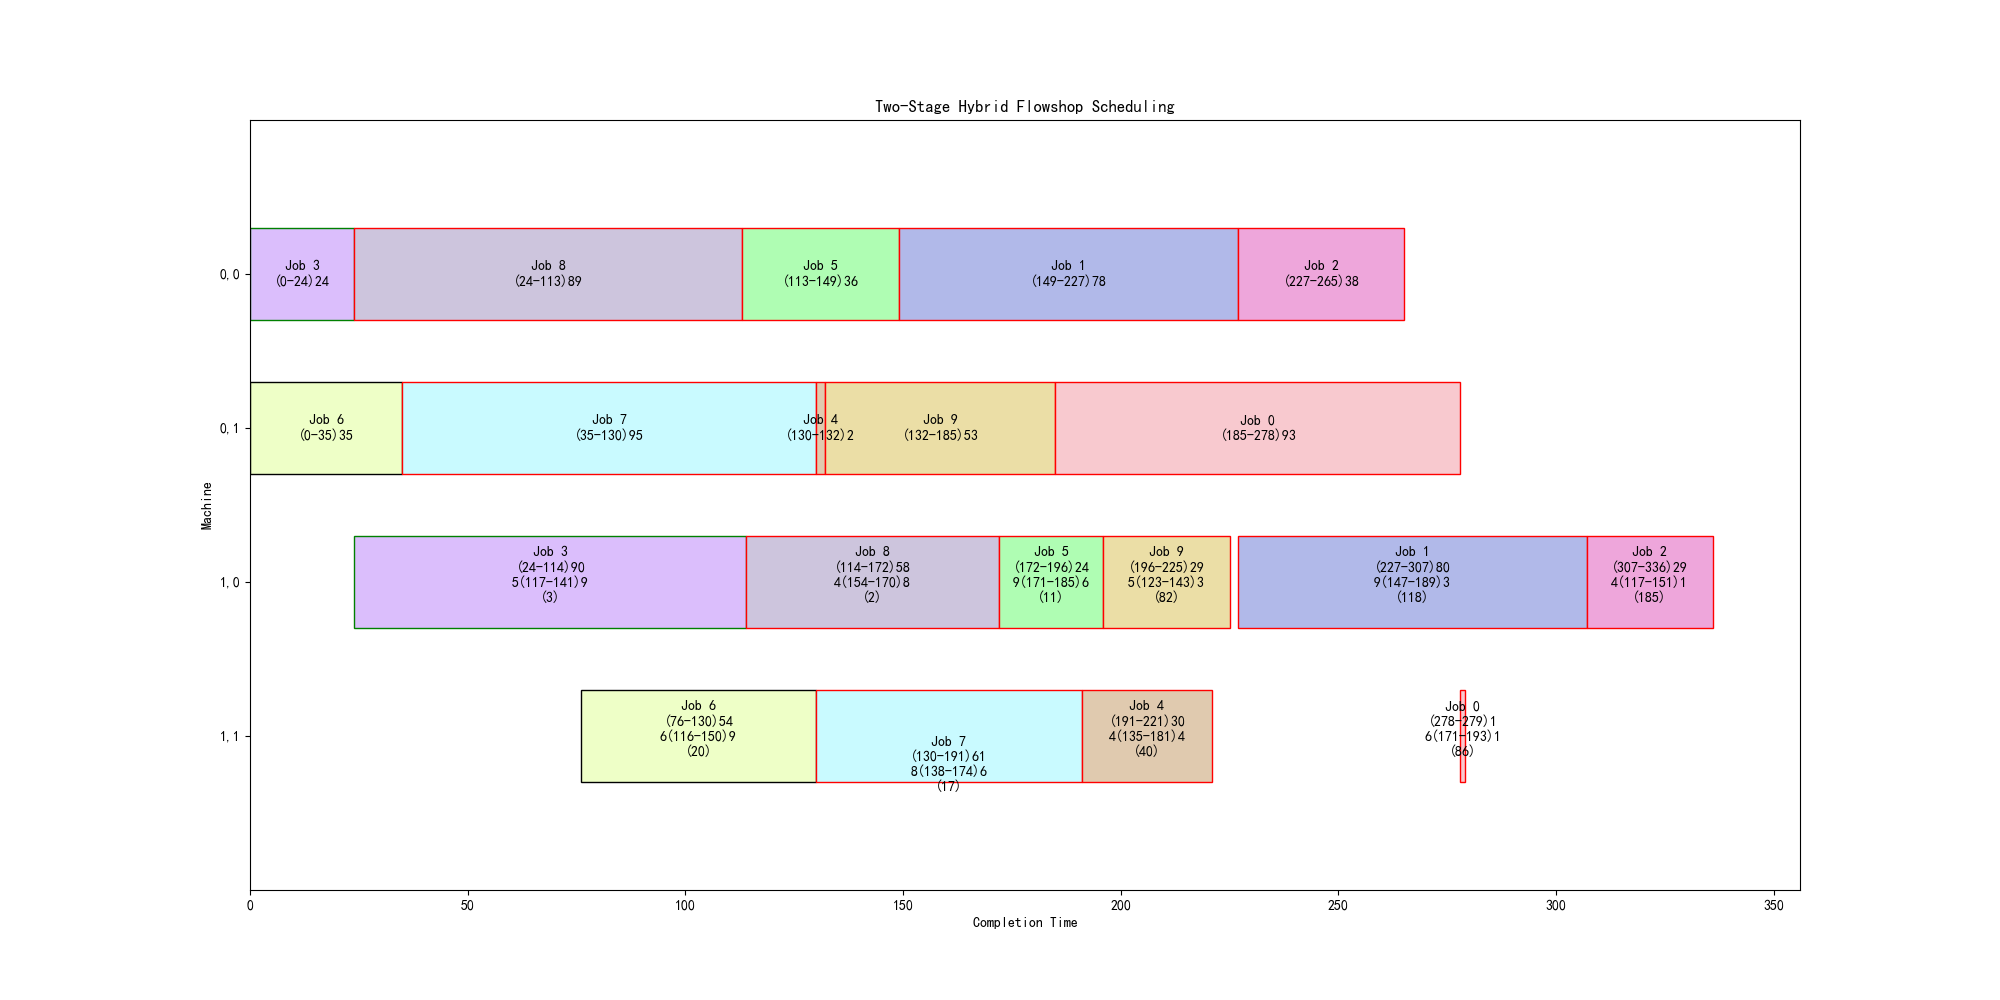 Two-Stage Hybrid Flowshop Scheduling
0,0
Job 3
(0-24)24
Job 8
(24-113)89
Job 5
(113-149)36
Job 1
(149-227)78
Job 2
(227-265)38
0,1
Job 6
(0-35)35
Job 7
(35-130)95
Job 4
(130-132)2
Job 9
(132-185)53
Job 0
(185-278)93
Machine
1,0
Job 3
(24-114)90
5(117-141)9
(3)
Job 8
(114-172)58
4(154-170)8
(2)
Job 5
(172-196)24
9(171-185)6
(11)
Job 9
(196-225)29
5(123-143)3
(82)
Job 1
(227-307)80
9(147-189)3
(118)
Job 2
(307-336)29
4(117-151)1
(185)
1,1
Job 6
(76-130)54
6(116-150)9
(20)
Job 7
(130-191)61
8(138-174)6
(17)
Job 4
(191-221)30
4(135-181)4
(40)
Job 0
(278-279)1
6(171-193)1
(86)
0
50
100
150
200
250
300
350
Completion Time